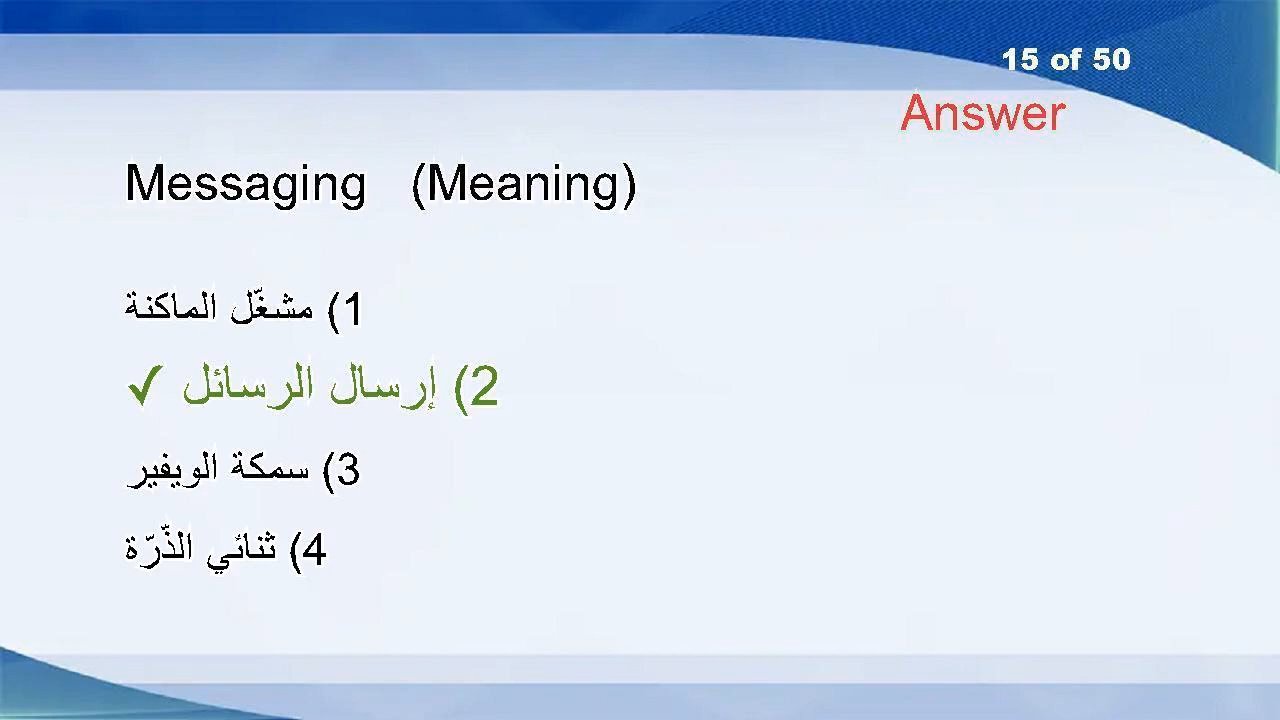 15 of 50
Answer
Messaging (Meaning)
1) مشغّل الماكنة
2) إرسال الرسائل ✓
3) سمكة الويفير
4) ثنائي الذّرّة